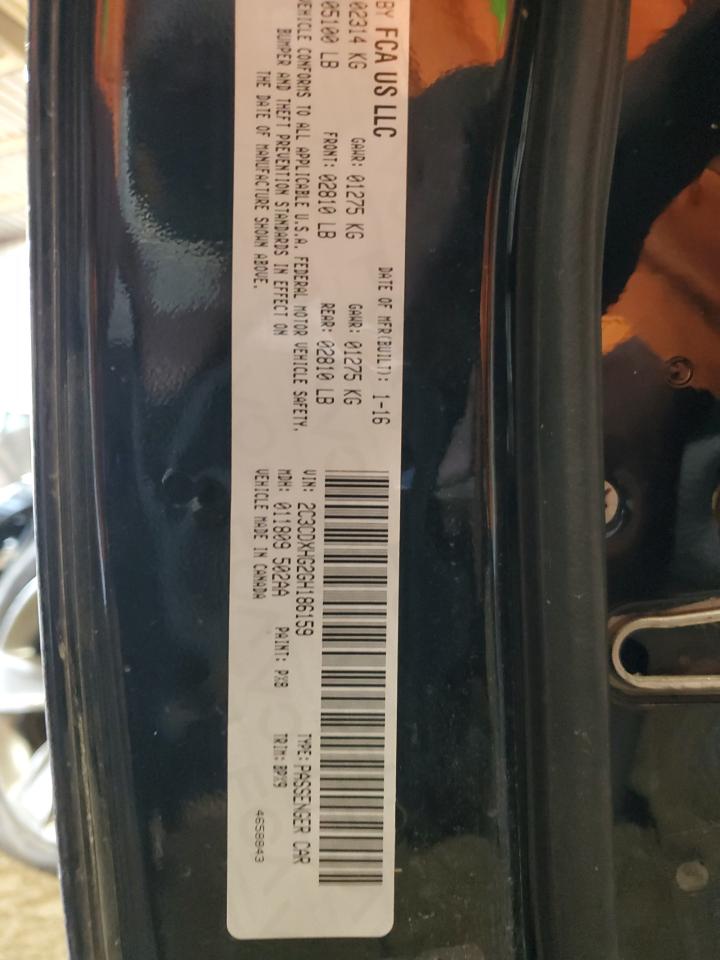 BY FCA US LLC
DATE OF MFR(BUILT): 1-16
02314 KG GAWR: 01275 KG GAWR: 01275 KG
05100 LB FRONT: 02810 LB REAR: 02810 LB
VEHICLE CONFORMS TO ALL APPLICABLE U.S.A. FEDERAL MOTOR VEHICLE SAFETY,
BUMPER AND THEFT PREVENTION STANDARDS IN EFFECT ON
THE DATE OF MANUFACTURE SHOWN ABOVE.
VIN: 2C3CDXHG2GH186159 TYPE: PASSENGER CAR
MDH: 011809 502AA PAINT: PX8 TRIM:
VEHICLE MADE IN CANADA
4658843